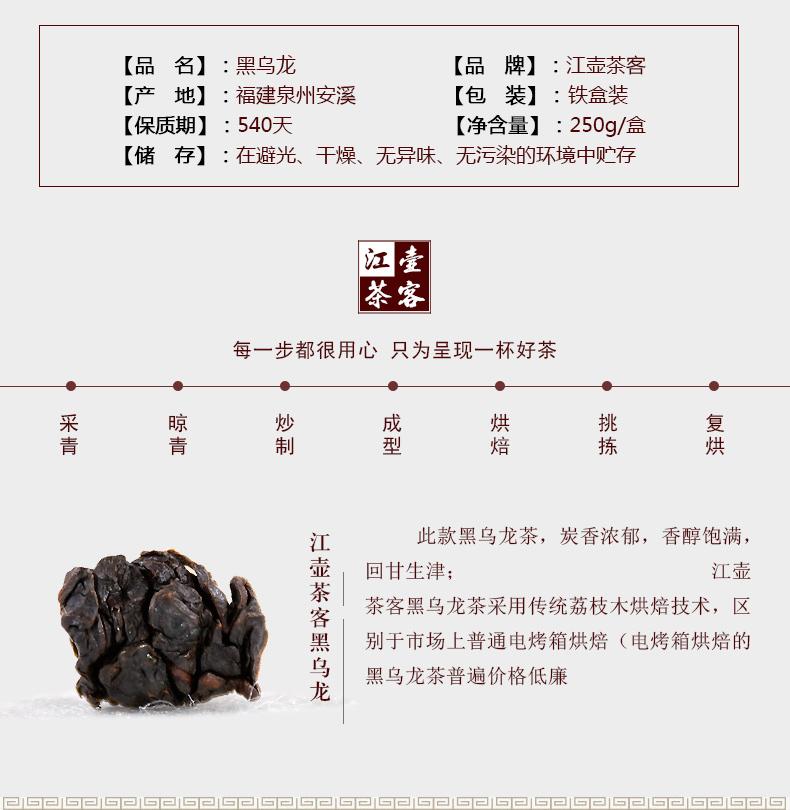 【品 名】：黑乌龙 【品 牌】：江壶茶客
【产 地】：福建泉州安溪 【包 装】：铁盒装
【保质期】：540天 【净含量】：250g/盒
【储 存】：在避光、干燥、无异味、无污染的环境中贮存
江壶
茶客
每一步都很用心 只为呈现一杯好茶
采青 晾青 炒制 成型 烘焙 挑拣 复烘
江壶茶客黑乌龙
此款黑乌龙茶，炭香浓郁，香醇饱满，
回甘生津； 江壶
茶客黑乌龙茶采用传统荔枝木烘焙技术，区
别于市场上普通电烤箱烘焙（电烤箱烘焙的
黑乌龙茶普遍价格低廉